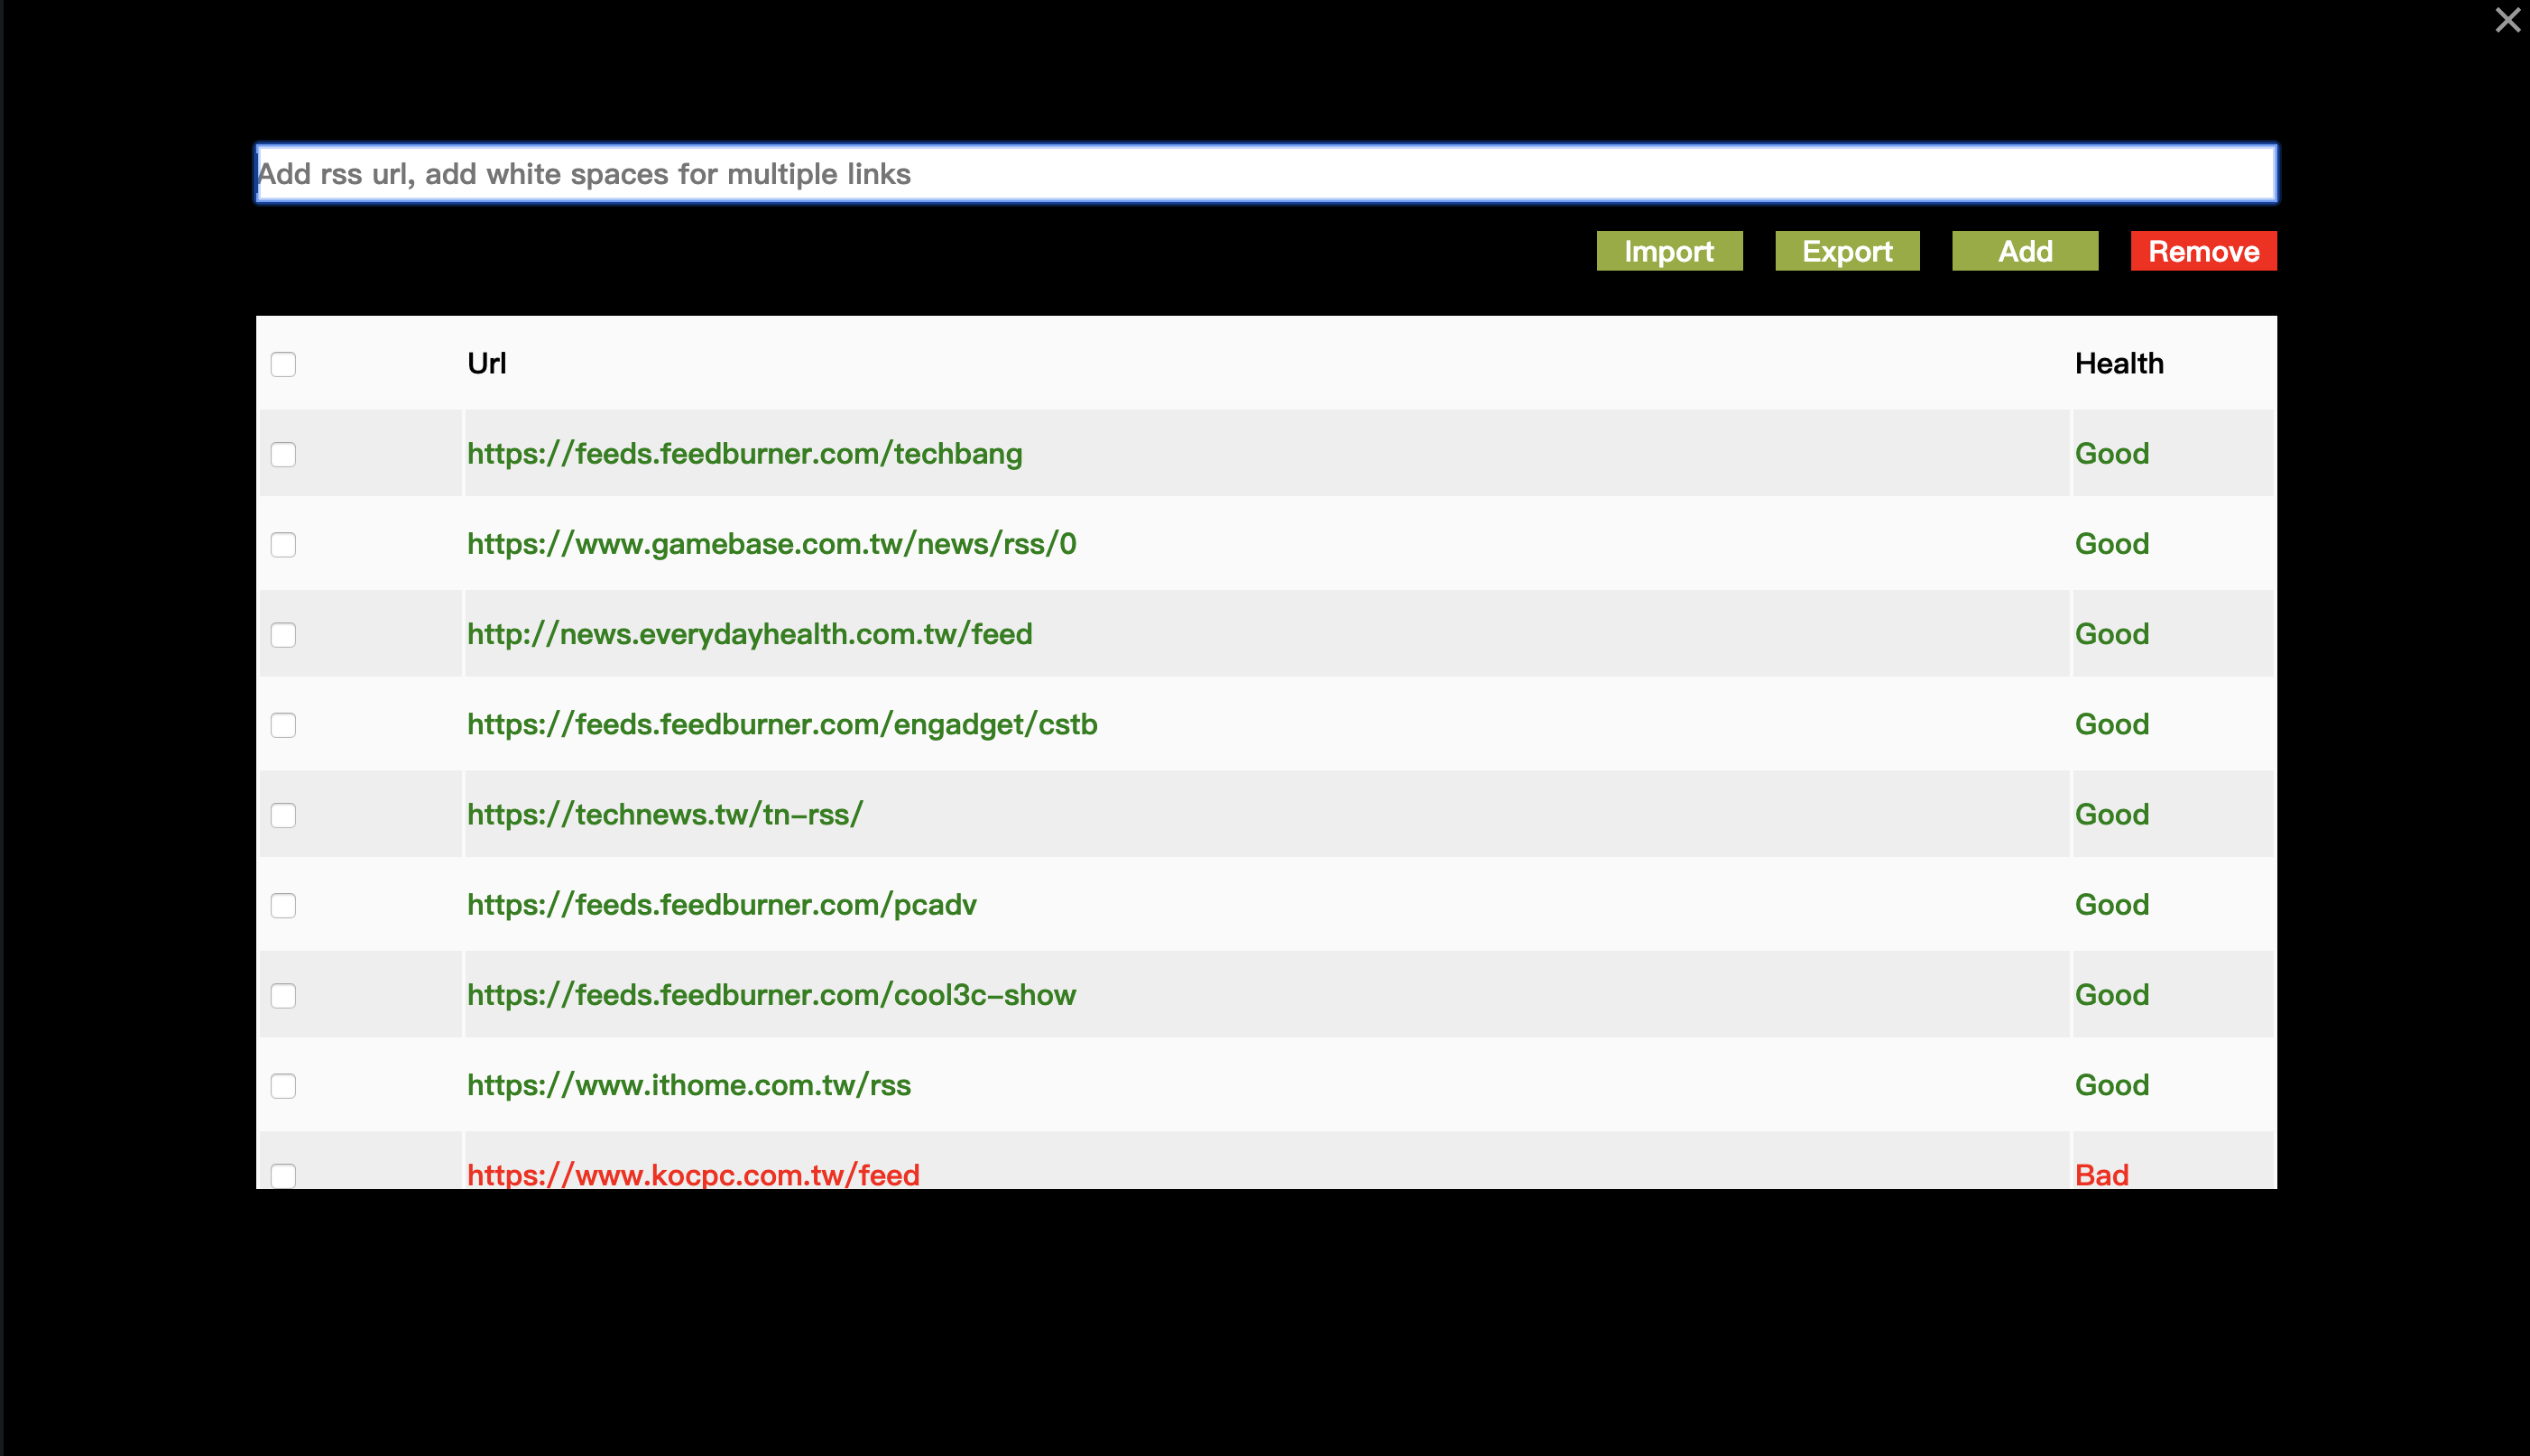 Add rss url, add white spaces for multiple links
Import Export Add Remove
Url Health
https://feeds.feedburner.com/techbang Good
https://www.gamebase.com.tw/news/rss/0 Good
http://news.everydayhealth.com.tw/feed Good
https://feeds.feedburner.com/engadget/cstb Good
https://technews.tw/tn-rss/ Good
https://feeds.feedburner.com/pcadv Good
https://feeds.feedburner.com/cool3c-show Good
https://www.ithome.com.tw/rss Good
https://www.kocpc.com.tw/feed Bad